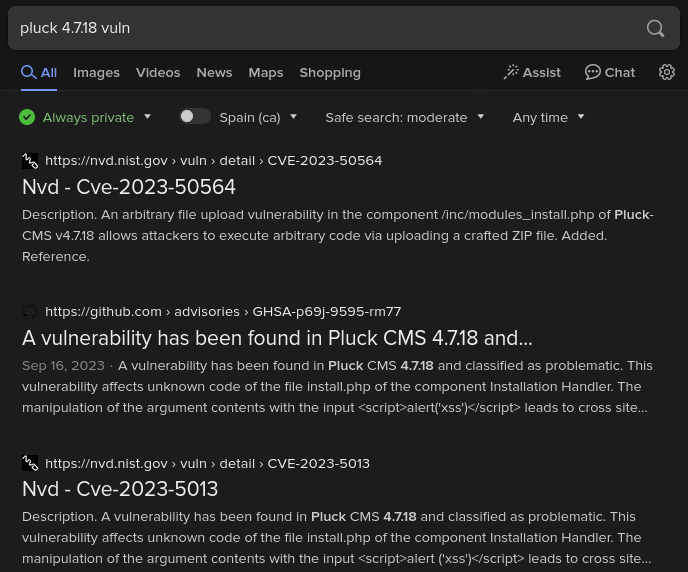 pluck 4.7.18 vuln
All Images Videos News Maps Shopping Assist Chat
Always private Spain (ca) Safe search: moderate Any time
https://nvd.nist.gov › vuln › detail › CVE-2023-50564
Nvd - Cve-2023-50564
Description. An arbitrary file upload vulnerability in the component /inc/modules_install.php of Pluck-
CMS v4.7.18 allows attackers to execute arbitrary code via uploading a crafted ZIP file. Added.
Reference.
https://github.com › advisories › GHSA-p69j-9595-rm77
A vulnerability has been found in Pluck CMS 4.7.18 and...
Sep 16, 2023 · A vulnerability has been found in Pluck CMS 4.7.18 and classified as problematic. This
vulnerability affects unknown code of the file install.php of the component Installation Handler. The
manipulation of the argument contents with the input <script>alert('xss')</script> leads to cross site...
https://nvd.nist.gov › vuln › detail › CVE-2023-5013
Nvd - Cve-2023-5013
Description. A vulnerability has been found in Pluck CMS 4.7.18 and classified as problematic. This
vulnerability affects unknown code of the file install.php of the component Installation Handler. The
manipulation of the argument contents with the input <script>alert ('xss')</script> leads to cross site...